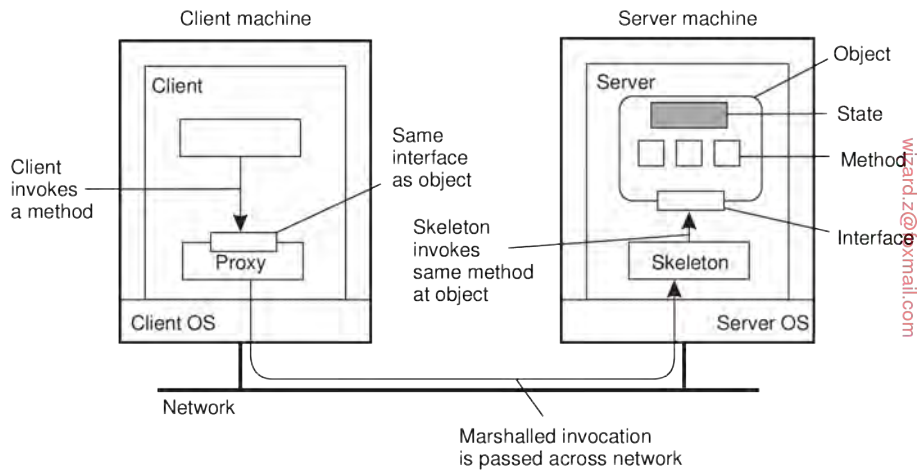 Client machine
Server machine
Client
Server
Object
State
Method
Interface
Client
invokes
a method
Same
interface
as object
Proxy
Skeleton
invokes
same method
at object
Skeleton
Client OS
Server OS
Network
Marshalled invocation
is passed across network
wizard.z@foxmail.com